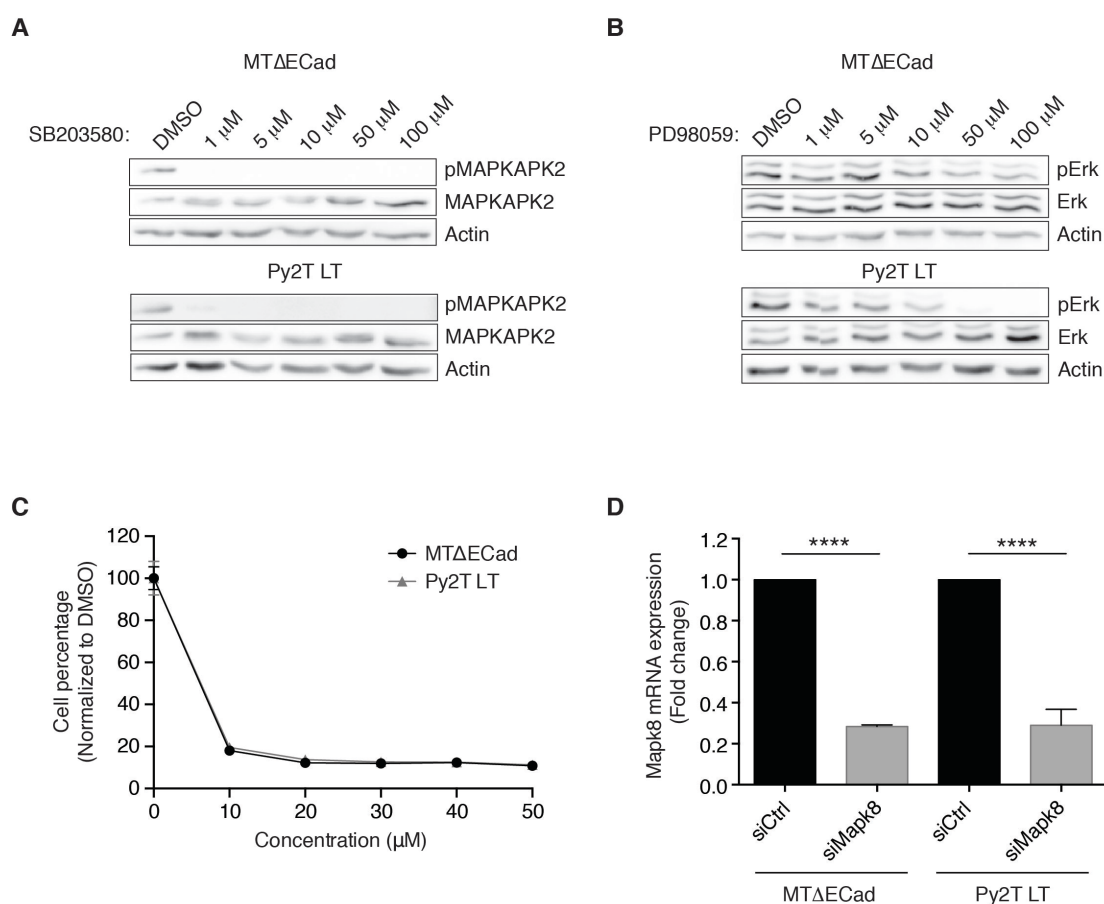 A
MTΔECad
SB203580: DMSO 1 µM 5 µM 10 µM 50 µM 100 µM
pMAPKAPK2
MAPKAPK2
Actin
Py2T LT
pMAPKAPK2
MAPKAPK2
Actin
B
MTΔECad
PD98059: DMSO 1 µM 5 µM 10 µM 50 µM 100 µM
pErk
Erk
Actin
Py2T LT
pErk
Erk
Actin
C
Cell percentage
(Normalized to DMSO)
120
100
80
60
40
20
0
MTΔECad
Py2T LT
0 10 20 30 40 50
Concentration (µM)
D
Mapk8 mRNA expression
(Fold change)
1.2
1.0
0.8
0.6
0.4
0.2
0.0
**** ****
siCtrl siMapk8 siCtrl siMapk8
MTΔECad Py2T LT